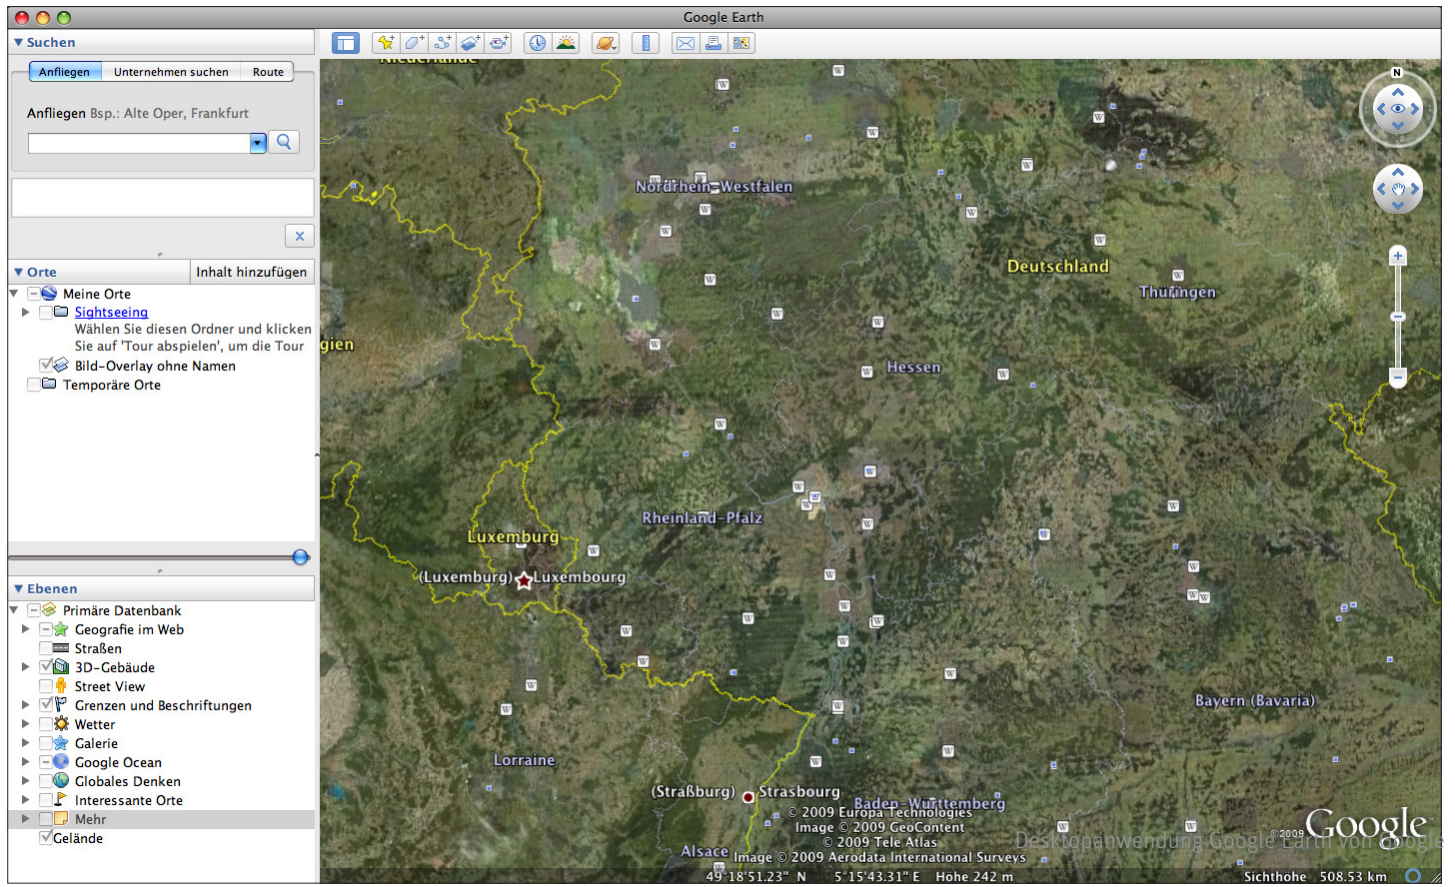 Google Earth
Suchen
Anfliegen Unternehmen suchen Route
Anfliegen Bsp.: Alte Oper, Frankfurt
Orte Inhalt hinzufügen
Meine Orte
Sightseeing
Wählen Sie diesen Ordner und klicken
Sie auf 'Tour abspielen', um die Tour
Bild-Overlay ohne Namen
Temporäre Orte
Ebenen
Primäre Datenbank
Geografie im Web
Straßen
3D-Gebäude
Street View
Grenzen und Beschriftungen
Wetter
Galerie
Google Ocean
Globales Denken
Interessante Orte
Mehr
Gelände
Niederlande
N
Nordrhein-Westfalen
Deutschland
Thüringen
gien
Hessen
Rheinland-Pfalz
Luxemburg
(Luxemburg) Luxembourg
Bayern (Bavaria)
Lorraine
(Straßburg) Strasbourg
Baden-Württemberg
© 2009 Europa Technologies
Image © 2009 GeoContent
© 2009 Tele Atlas
Alsace
Image © 2009 Aerodata International Surveys
©2009 Google
Desktopanwendung Google Earth von Google
49°18'51.23" N 5°15'43.31" E Höhe 242 m
Sichthöhe 508.53 km